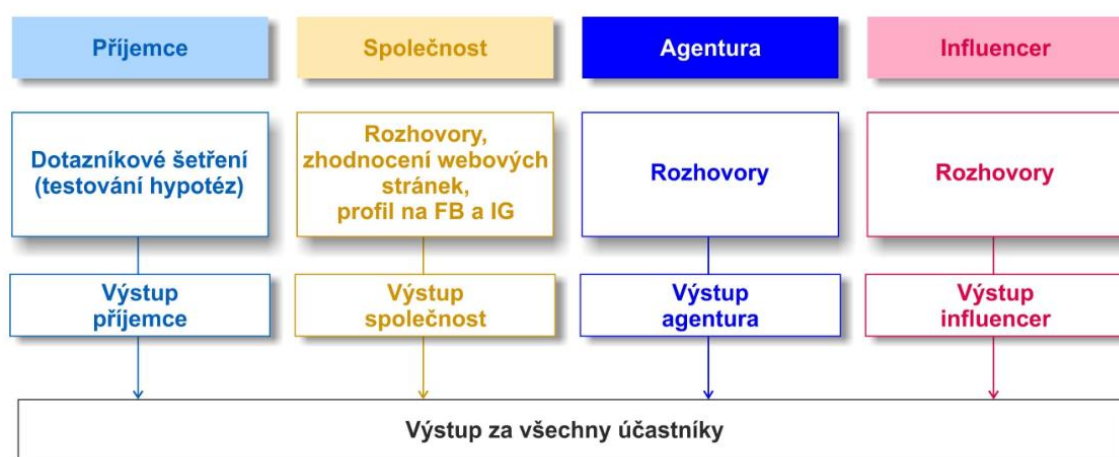 Příjemce
Společnost
Agentura
Influencer
Dotazníkové šetření
(testování hypotéz)
Rozhovory,
zhodnocení webových
stránek,
profil na FB a IG
Rozhovory
Rozhovory
Výstup
příjemce
Výstup
společnost
Výstup
agentura
Výstup
influencer
Výstup za všechny účastníky